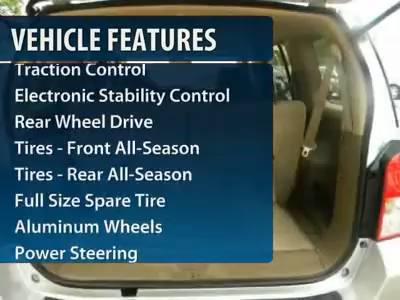 VEHICLE FEATURES
Traction Control
Electronic Stability Control
Rear Wheel Drive
Tires - Front All-Season
Tires - Rear All-Season
Full Size Spare Tire
Aluminum Wheels
Power Steering